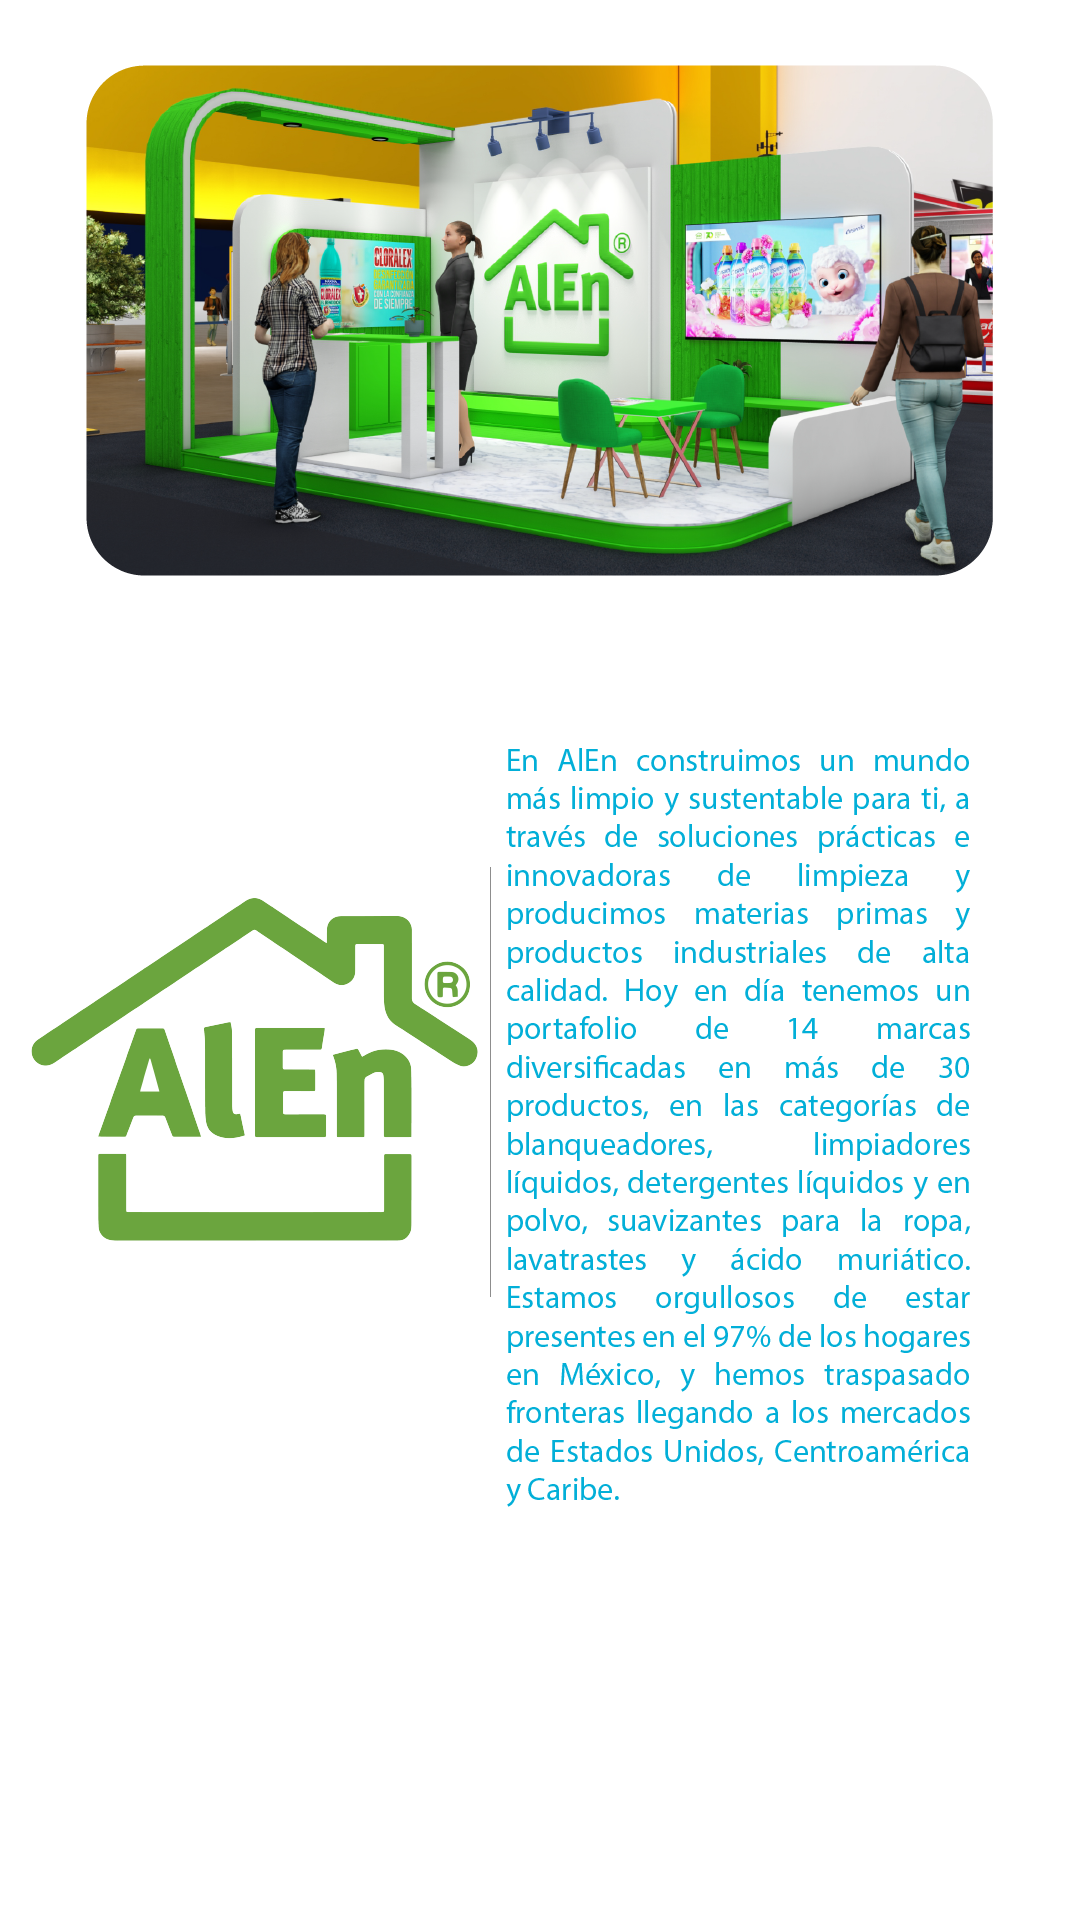 CLORALEX
CLORALEX
DE SIEMPRE
AlEn
®
En AlEn construimos un mundo
más limpio y sustentable para ti, a
través de soluciones prácticas e
innovadoras de limpieza y
producimos materias primas y
productos industriales de alta
calidad. Hoy en día tenemos un
portafolio de 14 marcas
diversificadas en más de 30
productos, en las categorías de
blanqueadores, limpiadores
líquidos, detergentes líquidos y en
polvo, suavizantes para la ropa,
lavatrastes y ácido muriático.
Estamos orgullosos de estar
presentes en el 97% de los hogares
en México, y hemos traspasado
fronteras llegando a los mercados
de Estados Unidos, Centroamérica
y Caribe.
AlEn
®